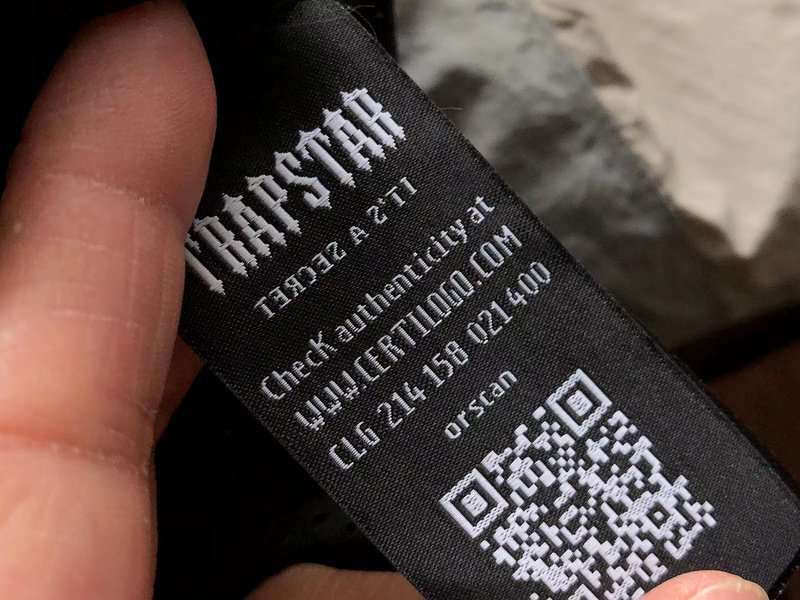 TRAPSTAR
IT'S A SECRET
Check authenticity at
WWW.CERTILOGO.COM
CLG 214 158 021 400
or scan